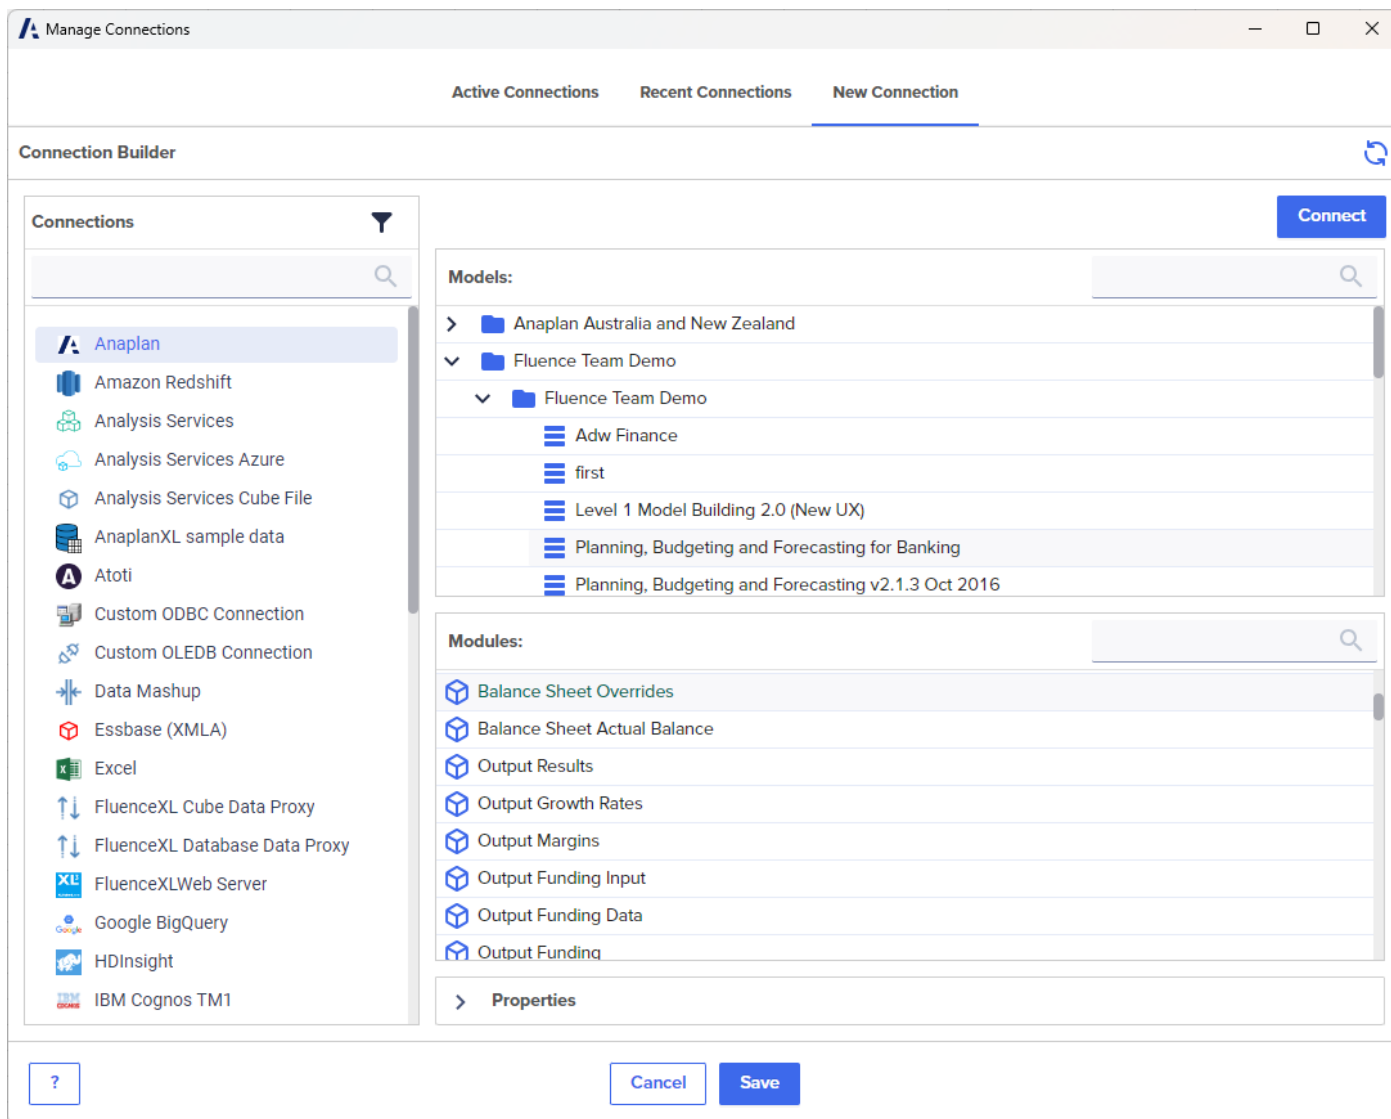 Manage Connections
Active Connections
Recent Connections
New Connection
Connection Builder
Connections
Connect
Anaplan
Amazon Redshift
Analysis Services
Analysis Services Azure
Analysis Services Cube File
AnaplanXL sample data
Atoti
Custom ODBC Connection
Custom OLEDB Connection
Data Mashup
Essbase (XMLA)
Excel
FluenceXL Cube Data Proxy
FluenceXL Database Data Proxy
XL
FluenceXLWeb Server
Google
Google BigQuery
HDInsight
IBM
COGNOS
IBM Cognos TM1
Models:
Anaplan Australia and New Zealand
Fluence Team Demo
Fluence Team Demo
Adw Finance
first
Level 1 Model Building 2.0 (New UX)
Planning, Budgeting and Forecasting for Banking
Planning, Budgeting and Forecasting v2.1.3 Oct 2016
Modules:
Balance Sheet Overrides
Balance Sheet Actual Balance
Output Results
Output Growth Rates
Output Margins
Output Funding Input
Output Funding Data
Output Funding
Properties
?
Cancel
Save